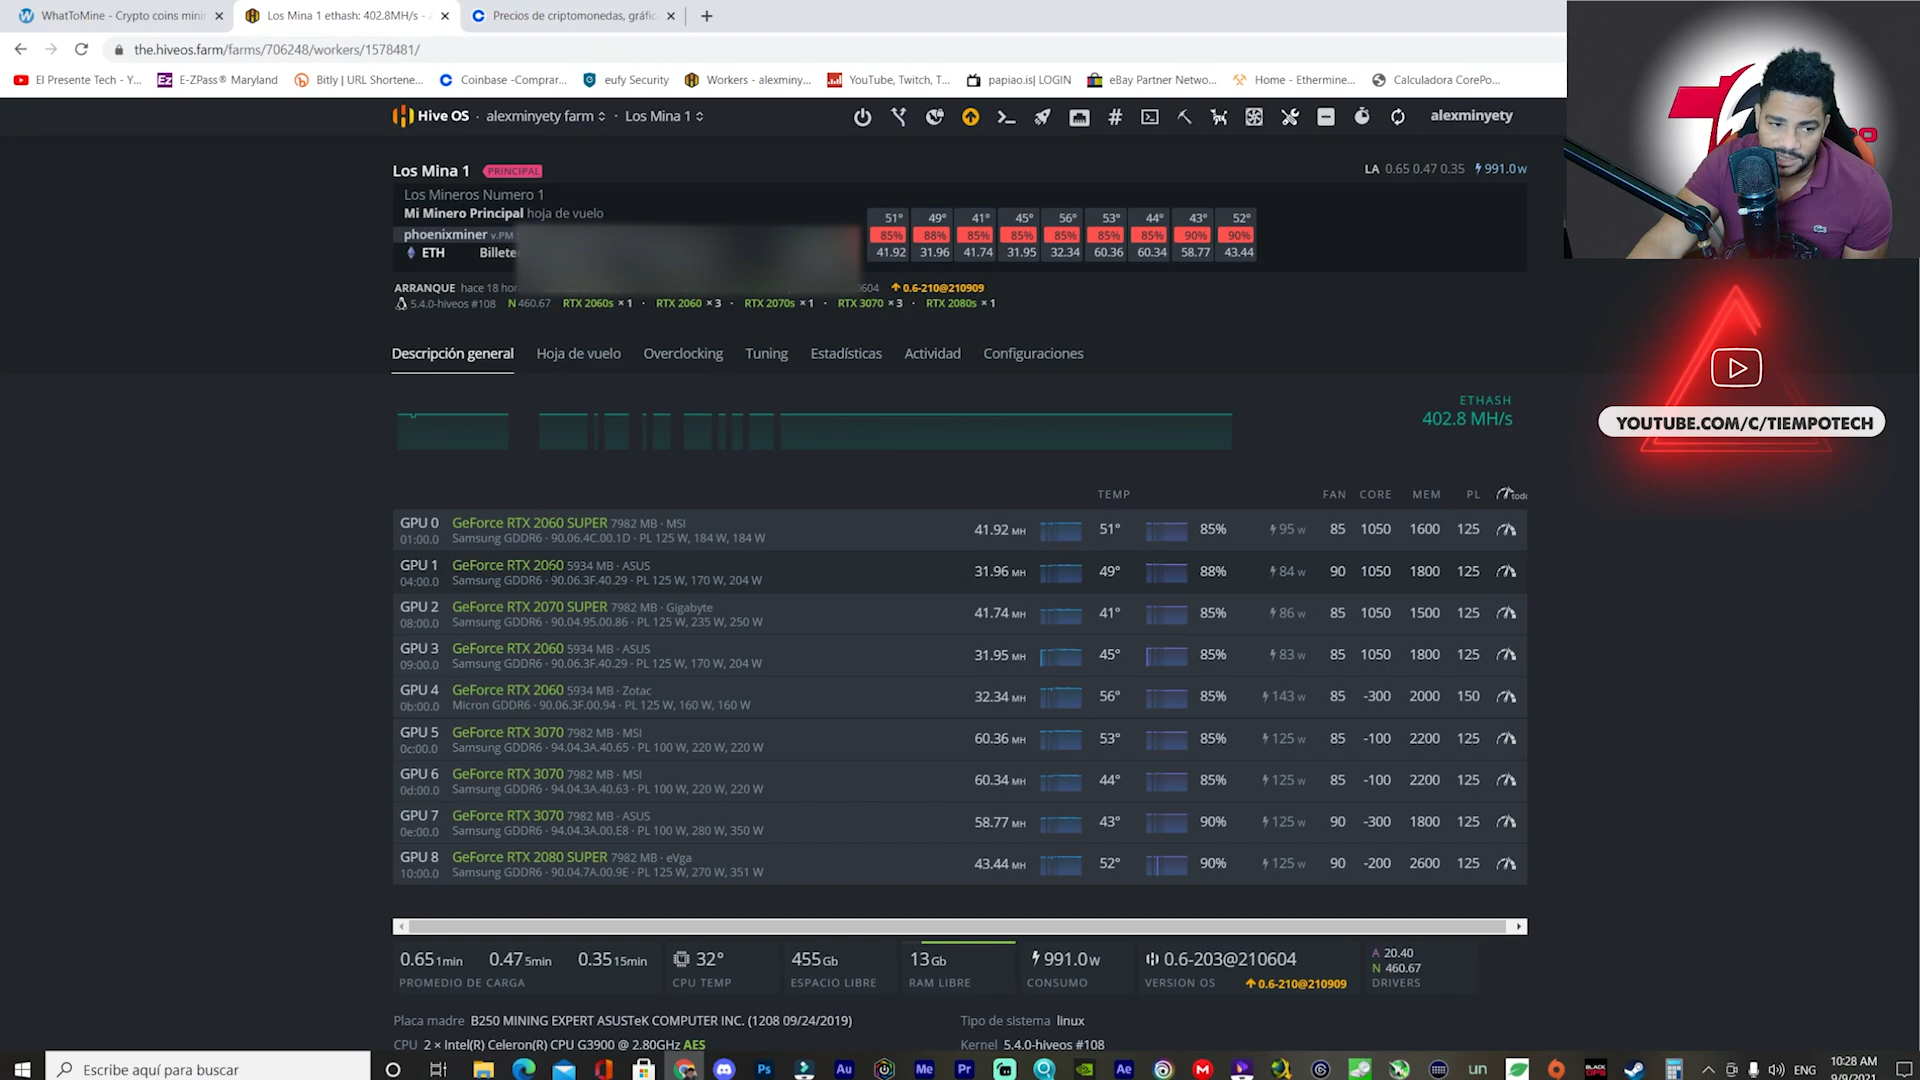 WhatToMine - Crypto coins mini
Los Mina 1 ethash: 402.8MH/s -
Precios de criptomonedas, gráfic
the.hiveos.farm/farms/706248/workers/1578481/
El Presente Tech - Y...
E-ZPass® Maryland
Bitly | URL Shortene...
Coinbase -Comprar...
eufy Security
Workers - alexminy...
YouTube, Twitch, T...
papiao.is| LOGIN
eBay Partner Netwo...
Home - Ethermine...
Calculadora CorePo...
Hive OS · alexminyety farm · Los Mina 1
alexminyety
Los Mina 1 PRINCIPAL
LA 0.65 0.47 0.35 991.0w
Los Mineros Numero 1
Mi Minero Principal hoja de vuelo
phoenixminer v.PM
ETH Billete
51° 49° 41° 45° 56° 53° 44° 43° 52°
85% 88% 85% 85% 85% 85% 85% 90% 90%
41.92 31.96 41.74 31.95 32.34 60.36 60.34 58.77 43.44
ARRANQUE hace 18 hor 0604 0.6-210@210909
5.4.0-hiveos #108 N 460.67 RTX 2060s × 1 · RTX 2060 × 3 · RTX 2070s × 1 · RTX 3070 × 3 · RTX 2080s × 1
Descripción general Hoja de vuelo Overclocking Tuning Estadísticas Actividad Configuraciones
ETHASH
402.8 MH/s
YOUTUBE.COM/C/TIEMPOTECH
TEMP FAN CORE MEM PL todo
GPU 0 GeForce RTX 2060 SUPER 7982 MB · MSI 41.92 MH 51° 85% 95 w 85 1050 1600 125
01:00.0 Samsung GDDR6 · 90.06.4C.00.1D · PL 125 W, 184 W, 184 W
GPU 1 GeForce RTX 2060 5934 MB · ASUS 31.96 MH 49° 88% 84 w 90 1050 1800 125
04:00.0 Samsung GDDR6 · 90.06.3F.40.29 · PL 125 W, 170 W, 204 W
GPU 2 GeForce RTX 2070 SUPER 7982 MB · Gigabyte 41.74 MH 41° 85% 86 w 85 1050 1500 125
08:00.0 Samsung GDDR6 · 90.04.95.00.86 · PL 125 W, 235 W, 250 W
GPU 3 GeForce RTX 2060 5934 MB · ASUS 31.95 MH 45° 85% 83 w 85 1050 1800 125
09:00.0 Samsung GDDR6 · 90.06.3F.40.29 · PL 125 W, 170 W, 204 W
GPU 4 GeForce RTX 2060 5934 MB · Zotac 32.34 MH 56° 85% 143 w 85 -300 2000 150
0b:00.0 Micron GDDR6 · 90.06.3F.00.94 · PL 125 W, 160 W, 160 W
GPU 5 GeForce RTX 3070 7982 MB · MSI 60.36 MH 53° 85% 125 w 85 -100 2200 125
0c:00.0 Samsung GDDR6 · 94.04.3A.40.65 · PL 100 W, 220 W, 220 W
GPU 6 GeForce RTX 3070 7982 MB · MSI 60.34 MH 44° 85% 125 w 85 -100 2200 125
0d:00.0 Samsung GDDR6 · 94.04.3A.40.63 · PL 100 W, 220 W, 220 W
GPU 7 GeForce RTX 3070 7982 MB · ASUS 58.77 MH 43° 90% 125 w 90 -300 1800 125
0e:00.0 Samsung GDDR6 · 94.04.3A.00.E8 · PL 100 W, 280 W, 350 W
GPU 8 GeForce RTX 2080 SUPER 7982 MB · eVga 43.44 MH 52° 90% 125 w 90 -200 2600 125
10:00.0 Samsung GDDR6 · 90.04.7A.00.9E · PL 125 W, 270 W, 351 W
0.65 1min 0.47 5min 0.35 15min 32° 455Gb 13Gb 991.0w 0.6-203@210604 A 20.40
N 460.67
PROMEDIO DE CARGA CPU TEMP ESPACIO LIBRE RAM LIBRE CONSUMO VERSION OS 0.6-210@210909 DRIVERS
Placa madre B250 MINING EXPERT ASUSTeK COMPUTER INC. (1208 09/24/2019) Tipo de sistema linux
CPU 2 × Intel(R) Celeron(R) CPU G3900 @ 2.80GHz AES Kernel 5.4.0-hiveos #108
Escribe aquí para buscar
Ps
Au
Me
Pr
Ae
un
ENG
10:28 AM
9/9/2021